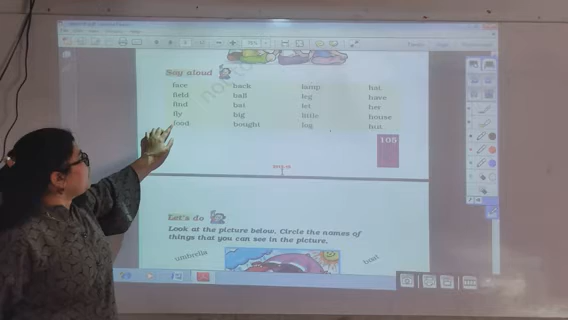 Say aloud
face back lamp hat
field ball leg have
find bat let her
fly big little house
food bought log hut
105
Let's do
Look at the picture below. Circle the names of
things that you can see in the picture.
umbrella boat